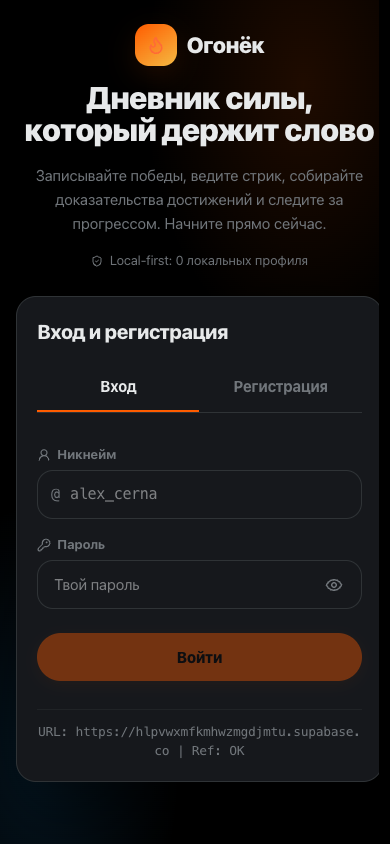 Огонёк
Дневник силы,
который держит слово
Записывайте победы, ведите стрик, собирайте
доказательства достижений и следите за
прогрессом. Начните прямо сейчас.
Local-first: 0 локальных профиля
Вход и регистрация
Вход Регистрация
Никнейм
@ alex_cerna
Пароль
Твой пароль
Войти
URL: https://hlpvwxmfkmhwzmgdjmtu.supabase.
co | Ref: OK